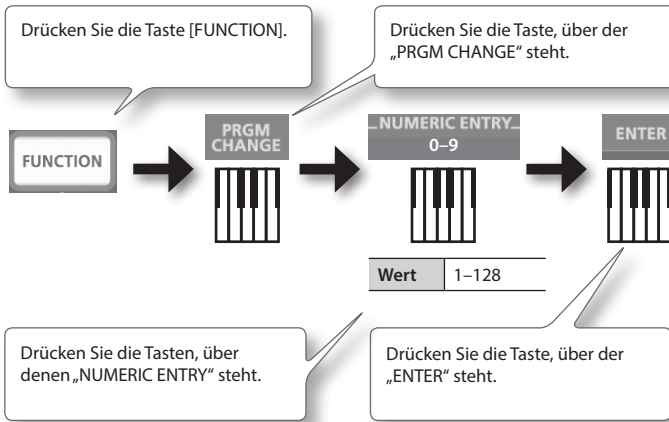 Drücken Sie die Taste [FUNCTION].
Drücken Sie die Taste, über der
„PRGM CHANGE“ steht.
FUNCTION
PRGM
CHANGE
NUMERIC ENTRY
0–9
ENTER
Wert 1–128
Drücken Sie die Tasten, über
denen „NUMERIC ENTRY“ steht.
Drücken Sie die Taste, über der
„ENTER“ steht.